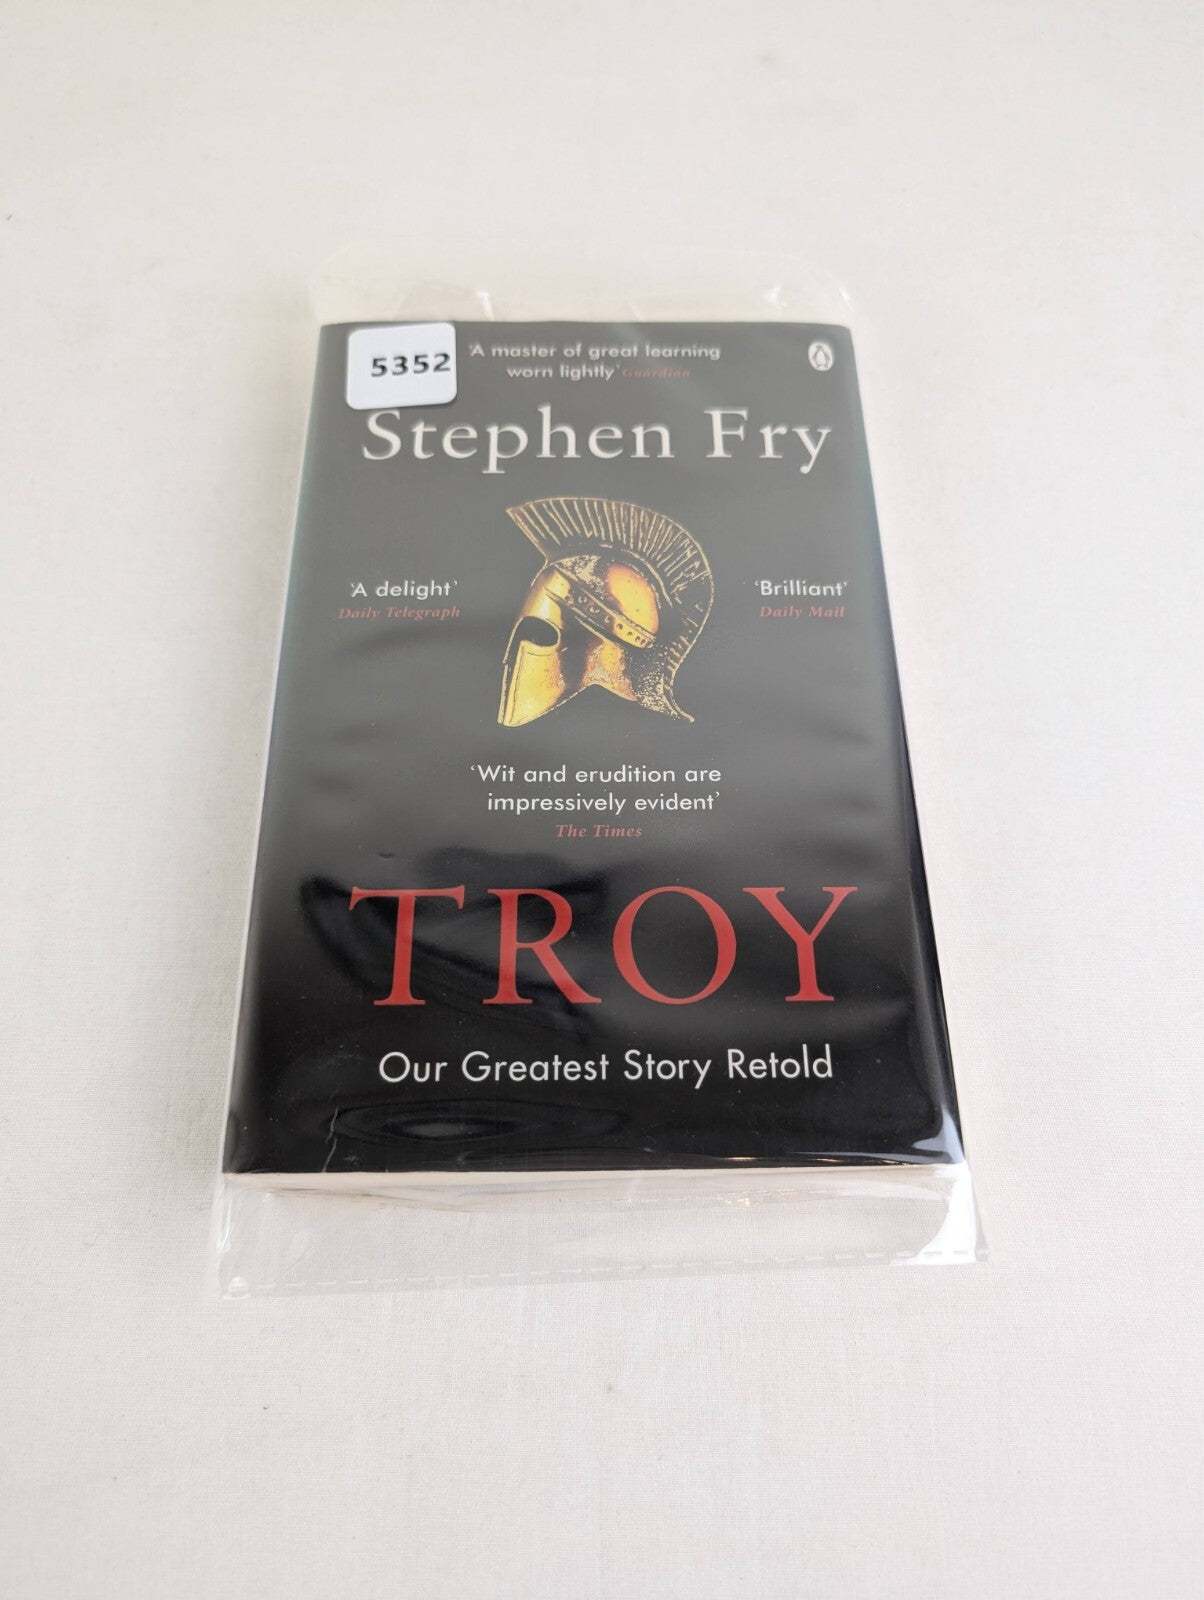 5352
‘A master of great learning
worn lightly’ Guardian
Stephen Fry
‘A delight’
Daily Telegraph
‘Brilliant’
Daily Mail
‘Wit and erudition are
impressively evident’
The Times
TROY
Our Greatest Story Retold